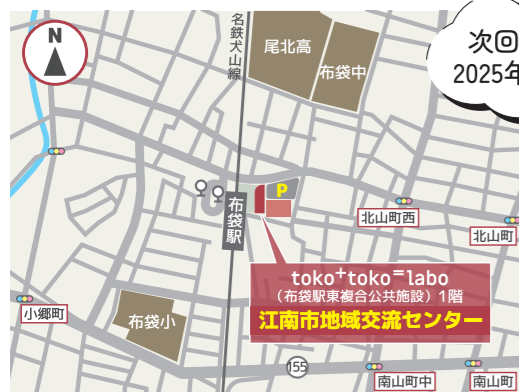 N
名鉄犬山線
尾北高
布袋中
次回
2025年
布袋駅
P
北山町西
北山町
toko+toko=labo
（布袋駅東複合公共施設）1階
江南市地域交流センター
小郷町
布袋小
155
南山町中
南山町